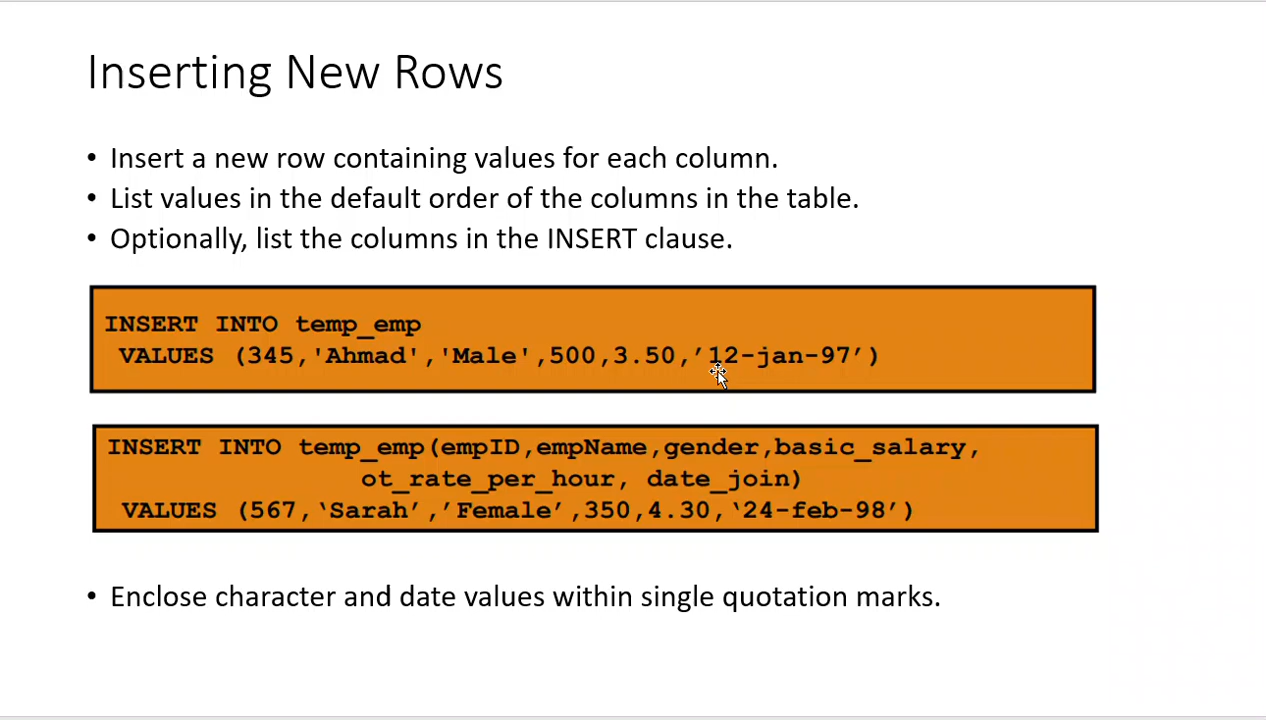 Inserting New Rows
• Insert a new row containing values for each column.
• List values in the default order of the columns in the table.
• Optionally, list the columns in the INSERT clause.
INSERT INTO temp_emp
VALUES (345,'Ahmad','Male',500,3.50,’12-jan-97’)
INSERT INTO temp_emp(empID,empName,gender,basic_salary,
ot_rate_per_hour, date_join)
VALUES (567,‘Sarah’,’Female’,350,4.30,‘24-feb-98’)
• Enclose character and date values within single quotation marks.